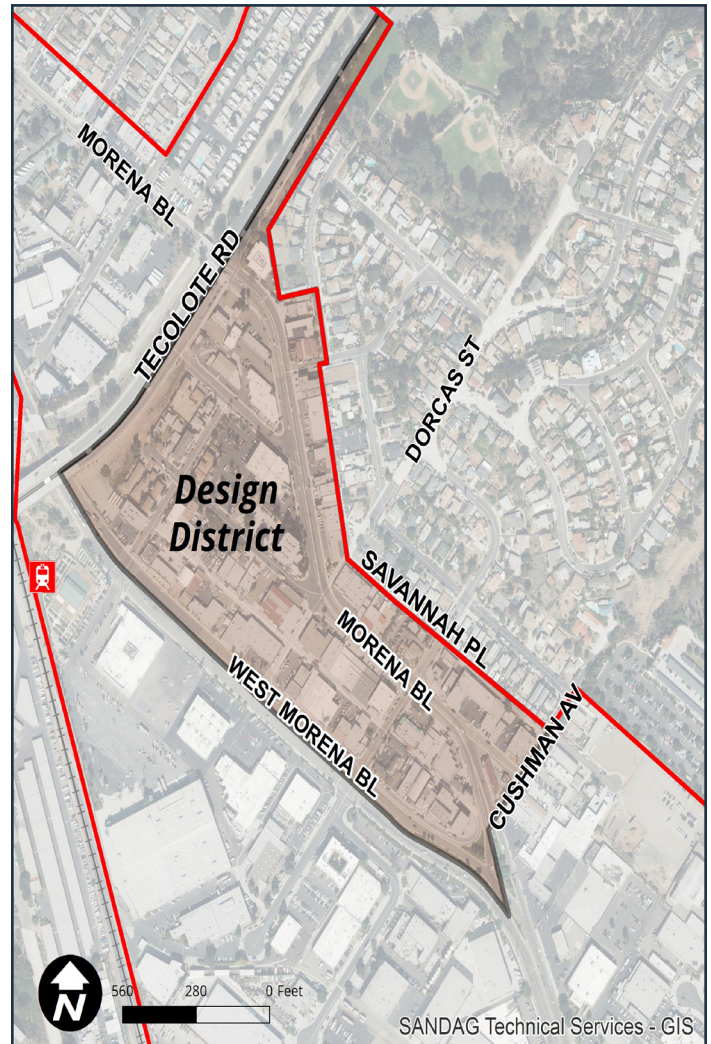 MORENA BL
TECOLOTE RD
DORCAS ST
Design
District
SAVANNAH PL
MORENA BL
WEST MORENA BL
CUSHMAN AV
N
560 280 0 Feet
SANDAG Technical Services - GIS